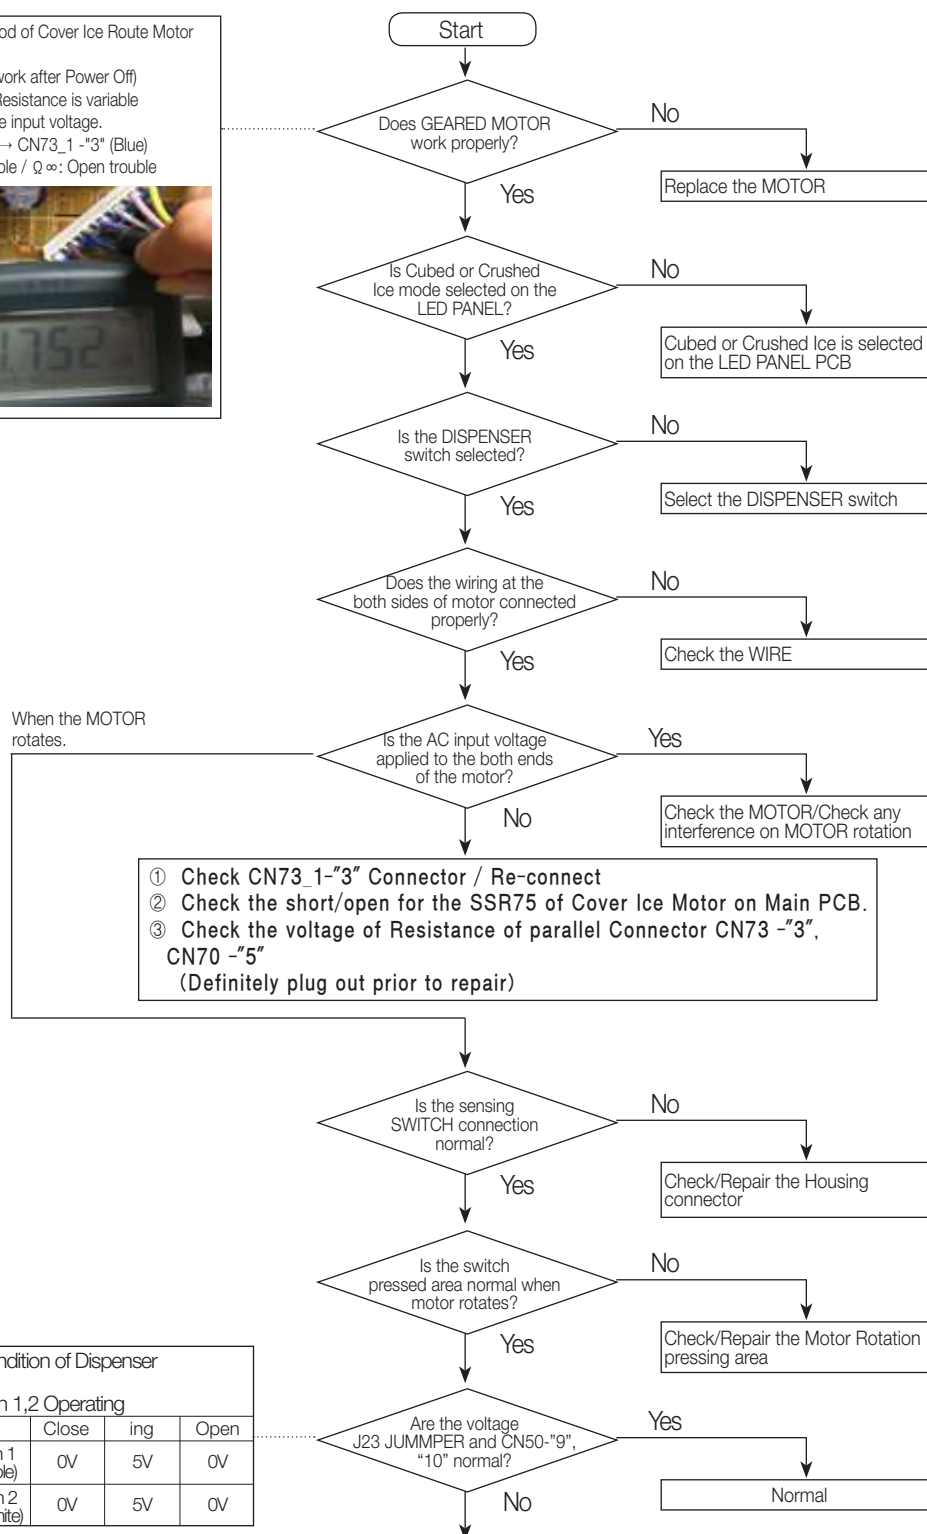 od of Cover Ice Route Motor
work after Power Off)
Resistance is variable
e input voltage.
→ CN73_1 -"3" (Blue)
ble / Ω ∞: Open trouble
1.752
Start
Does GEARED MOTOR
work properly?
No
Replace the MOTOR
Yes
Is Cubed or Crushed
Ice mode selected on the
LED PANEL?
No
Cubed or Crushed Ice is selected
on the LED PANEL PCB
Yes
Is the DISPENSER
switch selected?
No
Select the DISPENSER switch
Yes
Does the wiring at the
both sides of motor connected
properly?
No
Check the WIRE
Yes
When the MOTOR
rotates.
Is the AC input voltage
applied to the both ends
of the motor?
Yes
Check the MOTOR/Check any
interference on MOTOR rotation
No
① Check CN73_1-"3" Connector / Re-connect
② Check the short/open for the SSR75 of Cover Ice Motor on Main PCB.
③ Check the voltage of Resistance of parallel Connector CN73 -"3",
CN70 -"5"
(Definitely plug out prior to repair)
Is the sensing
SWITCH connection
normal?
No
Check/Repair the Housing
connector
Yes
Is the switch
pressed area normal when
motor rotates?
No
Check/Repair the Motor Rotation
pressing area
Yes
ndition of Dispenser
n 1,2 Operating
Close ing Open
n 1
ple) 0V 5V 0V
n 2
hite) 0V 5V 0V
Are the voltage
J23 JUMMPER and CN50-"9",
"10" normal?
Yes
Normal
No